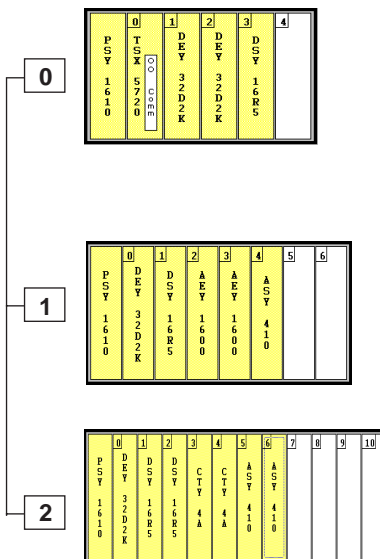 0
0 1 2 3 4
PSY 1610
TSX 5720
Comm
DEY 32D2K
DEY 32D2K
DSY 16R5
1
0 1 2 3 4 5 6
PSY 1610
DEY 32D2K
DSY 16R5
AEY 1600
AEY 1600
ASY 410
2
0 1 2 3 4 5 6 7 8 9 10
PSY 1610
DEY 32D2K
DSY 16R5
DSY 16R5
CTY 4A
CTY 4A
ASY 410
ASY 410